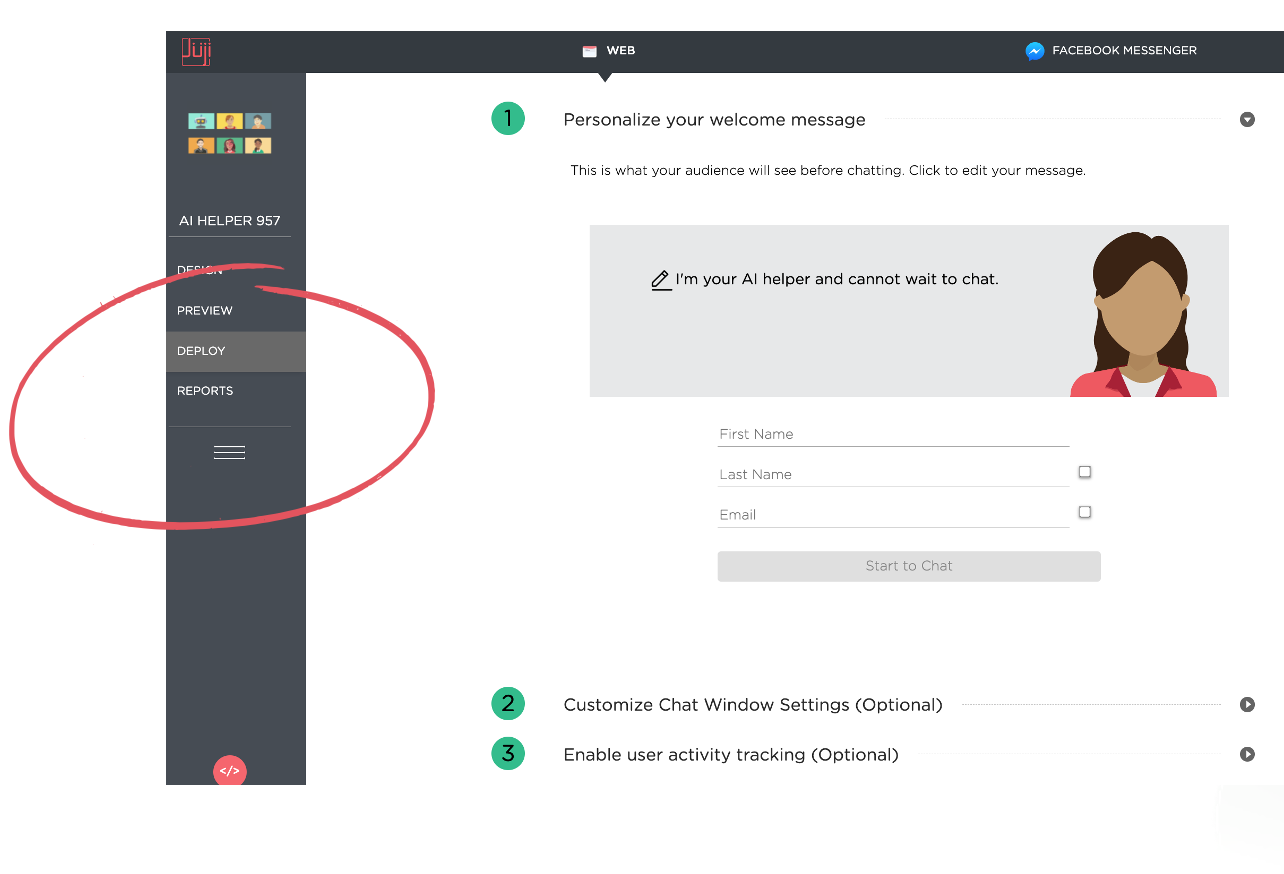 Juji
WEB
FACEBOOK MESSENGER
AI HELPER 957
DESIGN
PREVIEW
DEPLOY
REPORTS
</>
1 Personalize your welcome message
This is what your audience will see before chatting. Click to edit your message.
I'm your AI helper and cannot wait to chat.
First Name
Last Name
Email
Start to Chat
2 Customize Chat Window Settings (Optional)
3 Enable user activity tracking (Optional)